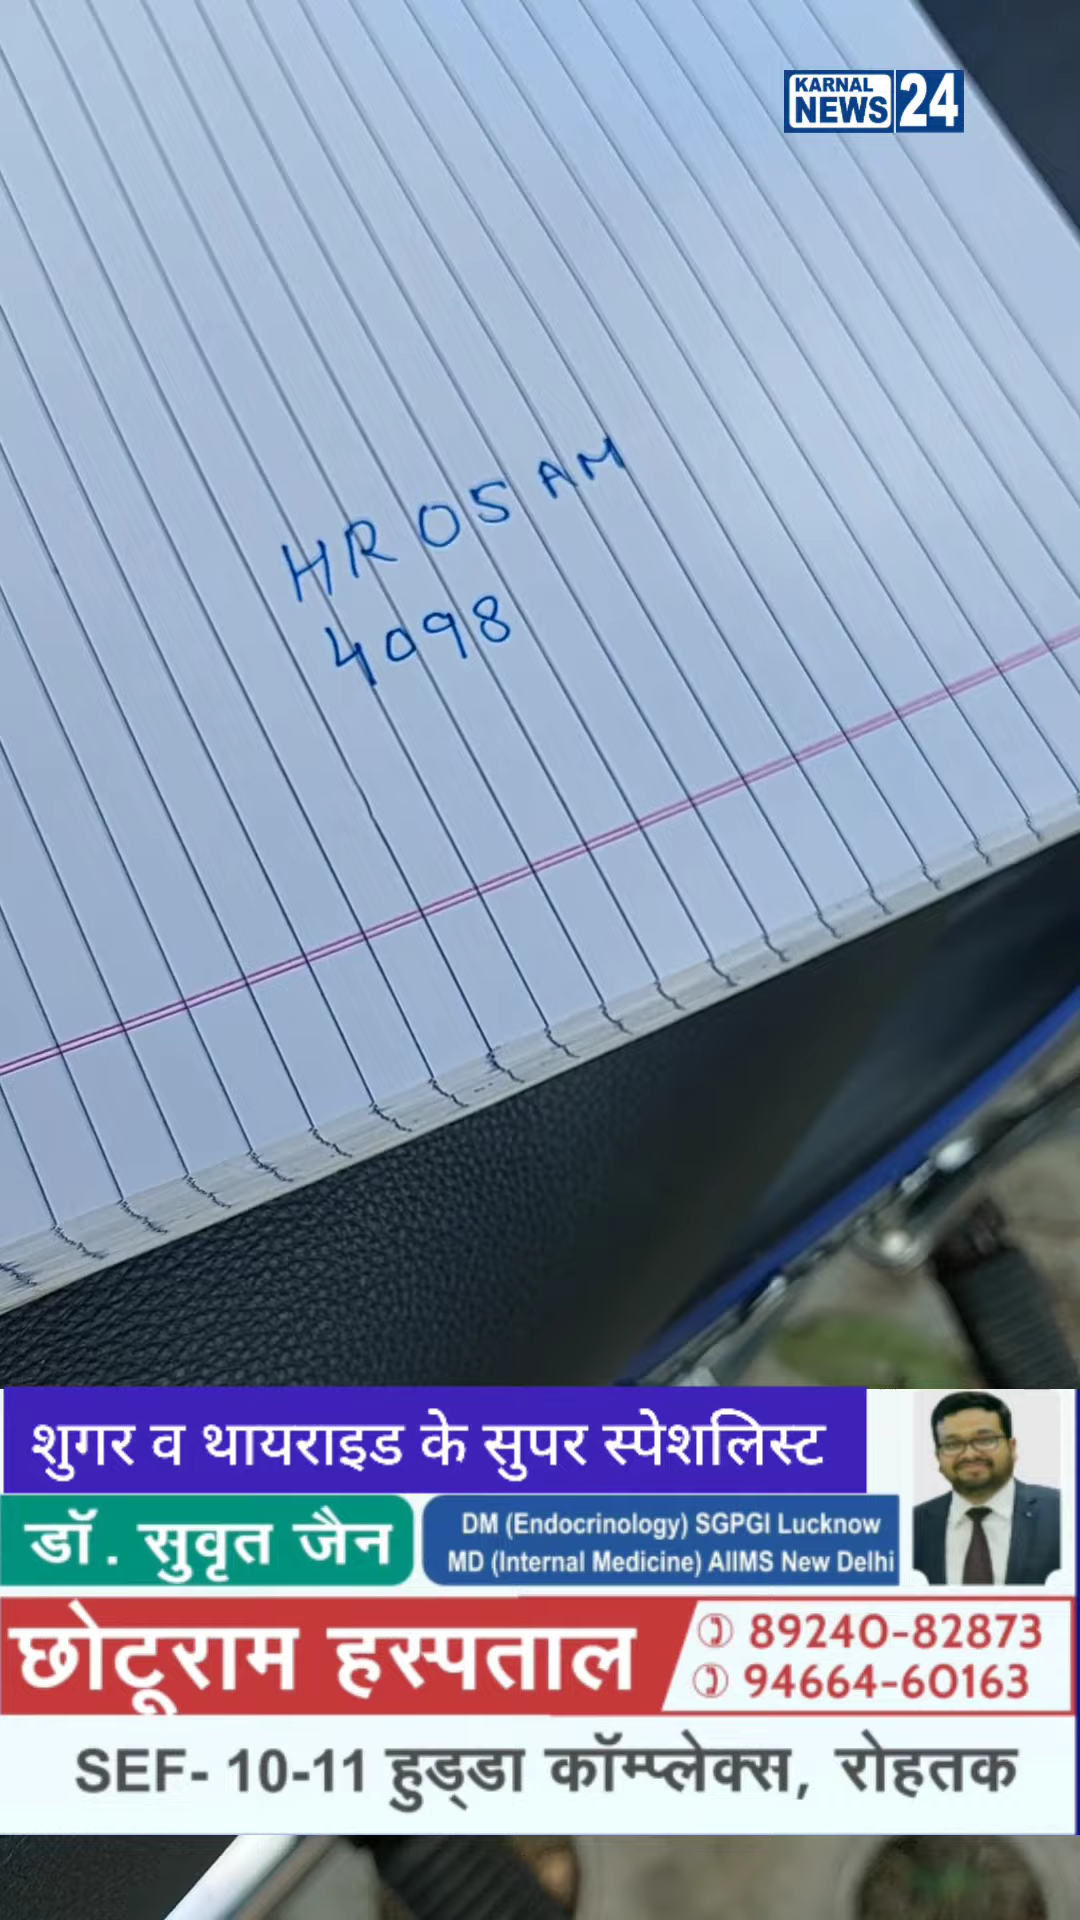 KARNAL
NEWS 24
HR 05 AM
4098
शुगर व थायराइड के सुपर स्पेशलिस्ट
डॉ. सुवृत जैन
DM (Endocrinology) SGPGI Lucknow
MD (Internal Medicine) AIIMS New Delhi
छोटूराम हस्पताल
89240-82873
94664-60163
SEF- 10-11 हुड्डा कॉम्प्लेक्स, रोहतक